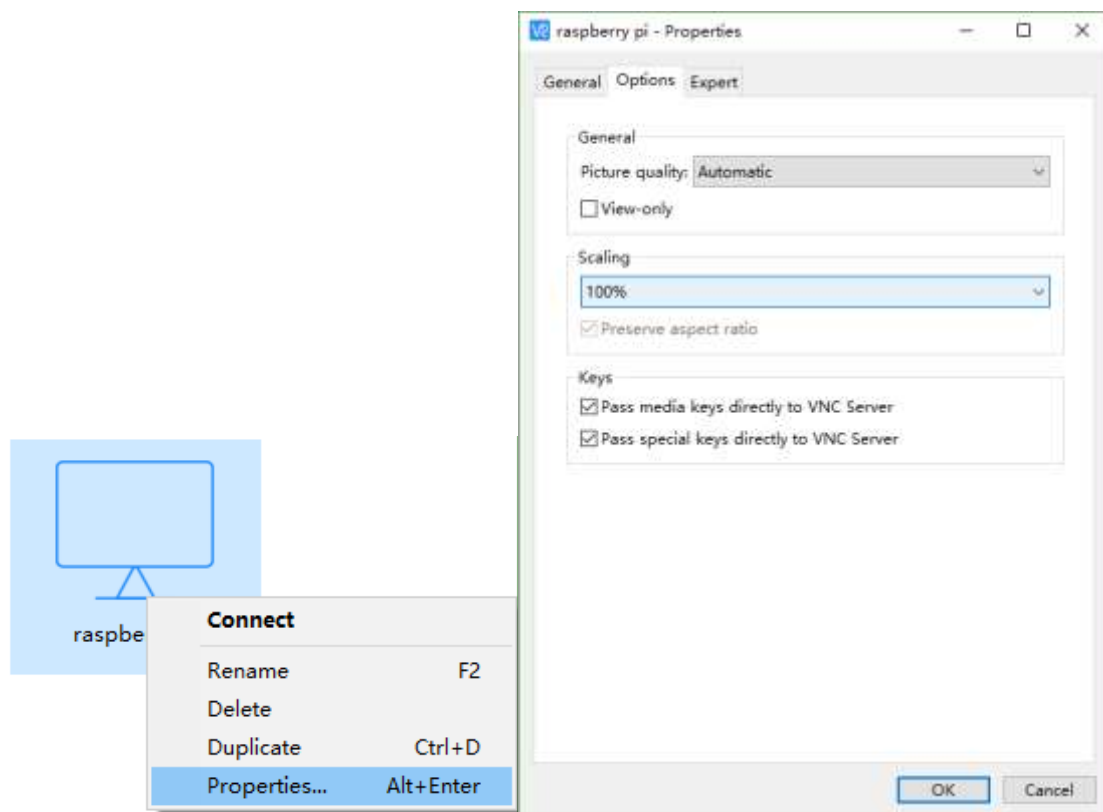 raspbe
Connect
Rename F2
Delete
Duplicate Ctrl+D
Properties... Alt+Enter
V2 raspberry pi - Properties
General Options Expert
General
Picture quality: Automatic
View-only
Scaling
100%
Preserve aspect ratio
Keys
Pass media keys directly to VNC Server
Pass special keys directly to VNC Server
OK Cancel